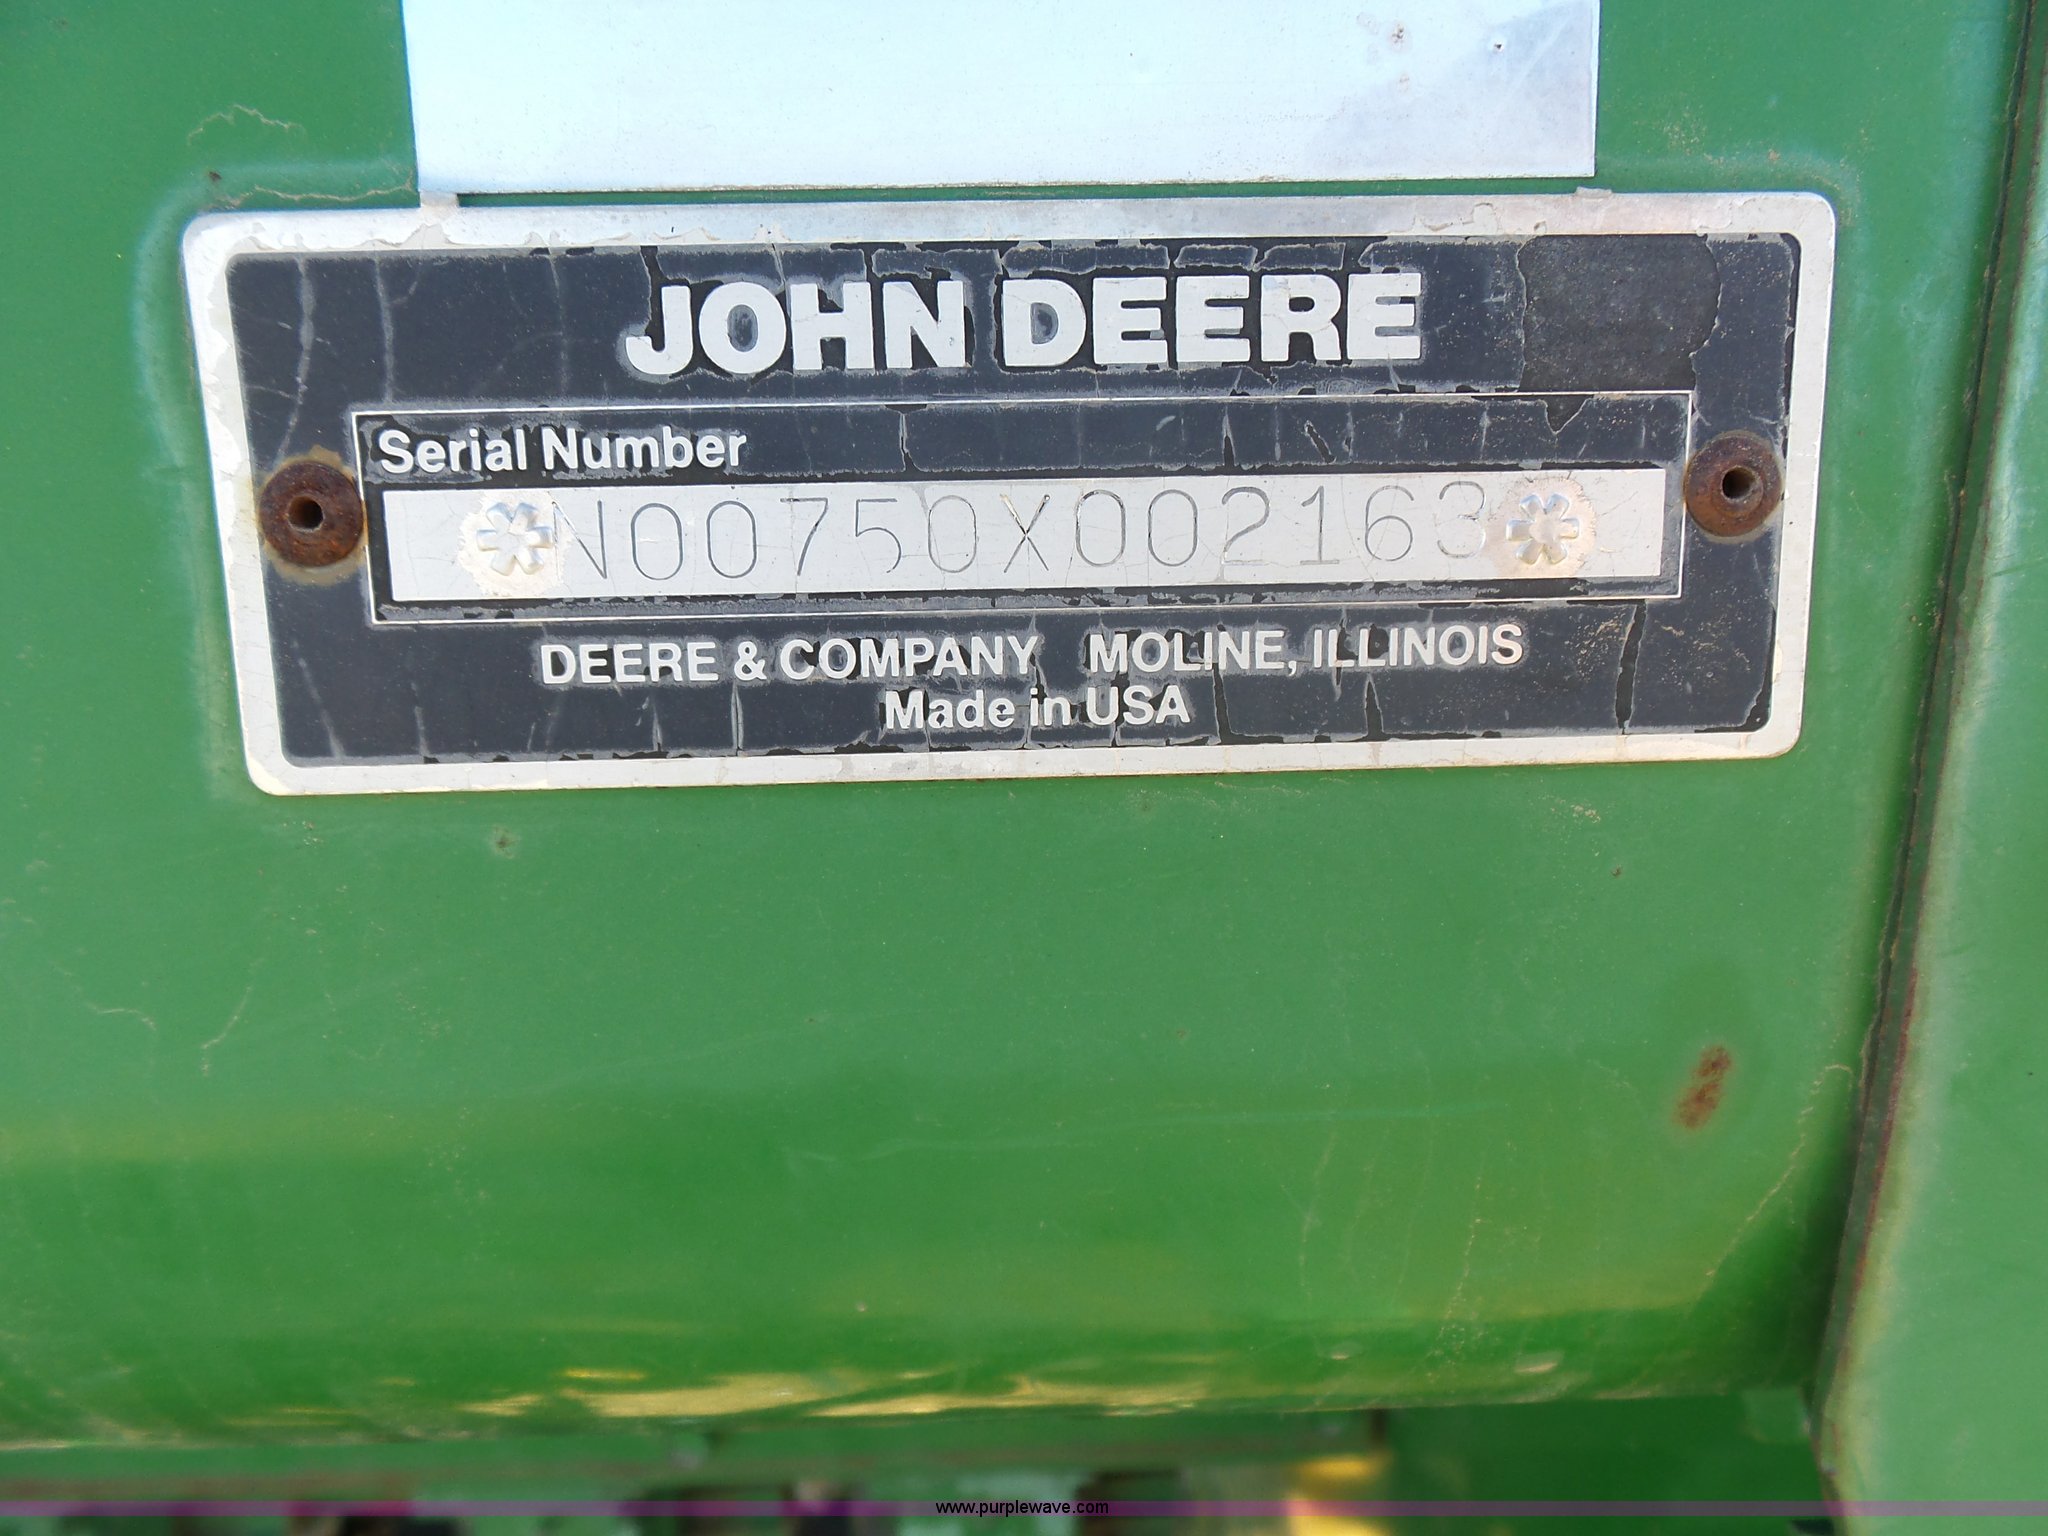 JOHN DEERE
Serial Number
*N00750X002163*
DEERE & COMPANY MOLINE, ILLINOIS
Made in USA
www.purplewave.com